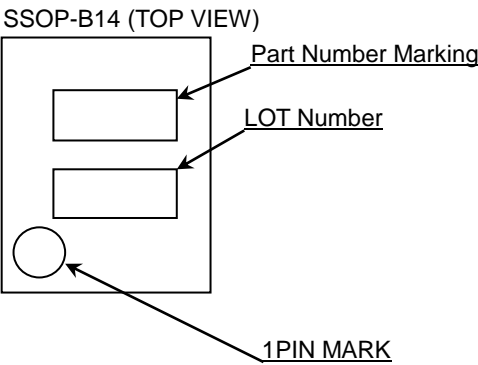 SSOP-B14 (TOP VIEW)
Part Number Marking
LOT Number
1PIN MARK